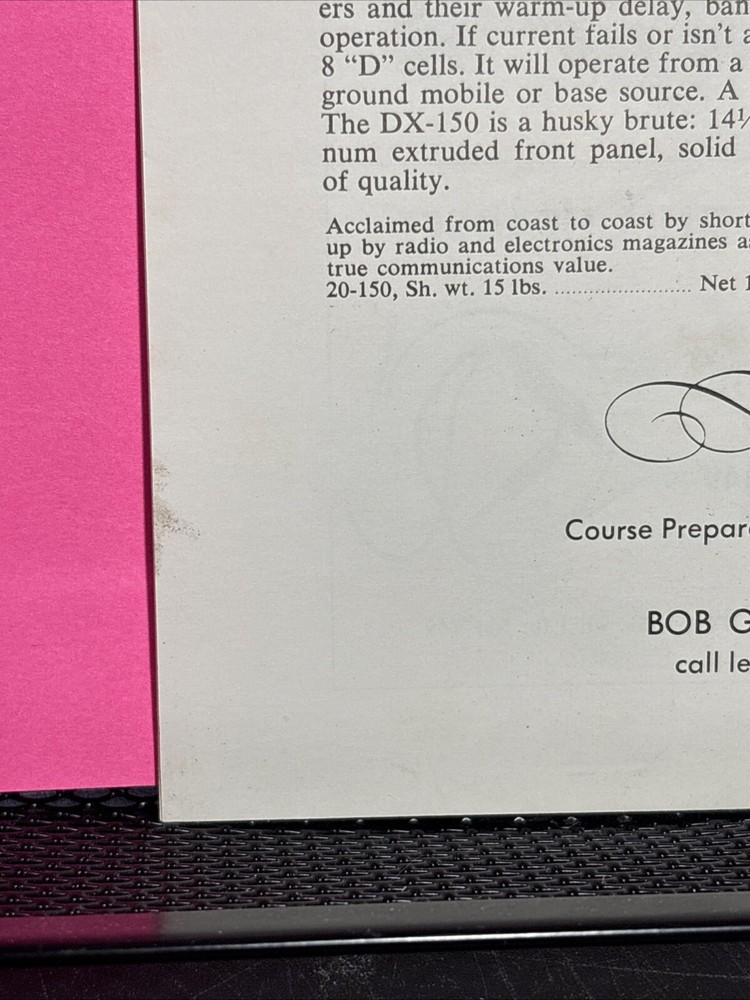 ers and their warm-up delay, ban
operation. If current fails or isn't a
8 “D” cells. It will operate from a
ground mobile or base source. A
The DX-150 is a husky brute: 14½
num extruded front panel, solid
of quality.
Acclaimed from coast to coast by short
up by radio and electronics magazines a
true communications value.
20-150, Sh. wt. 15 lbs. ........................ Net 1
Course Prepar
BOB G
call le